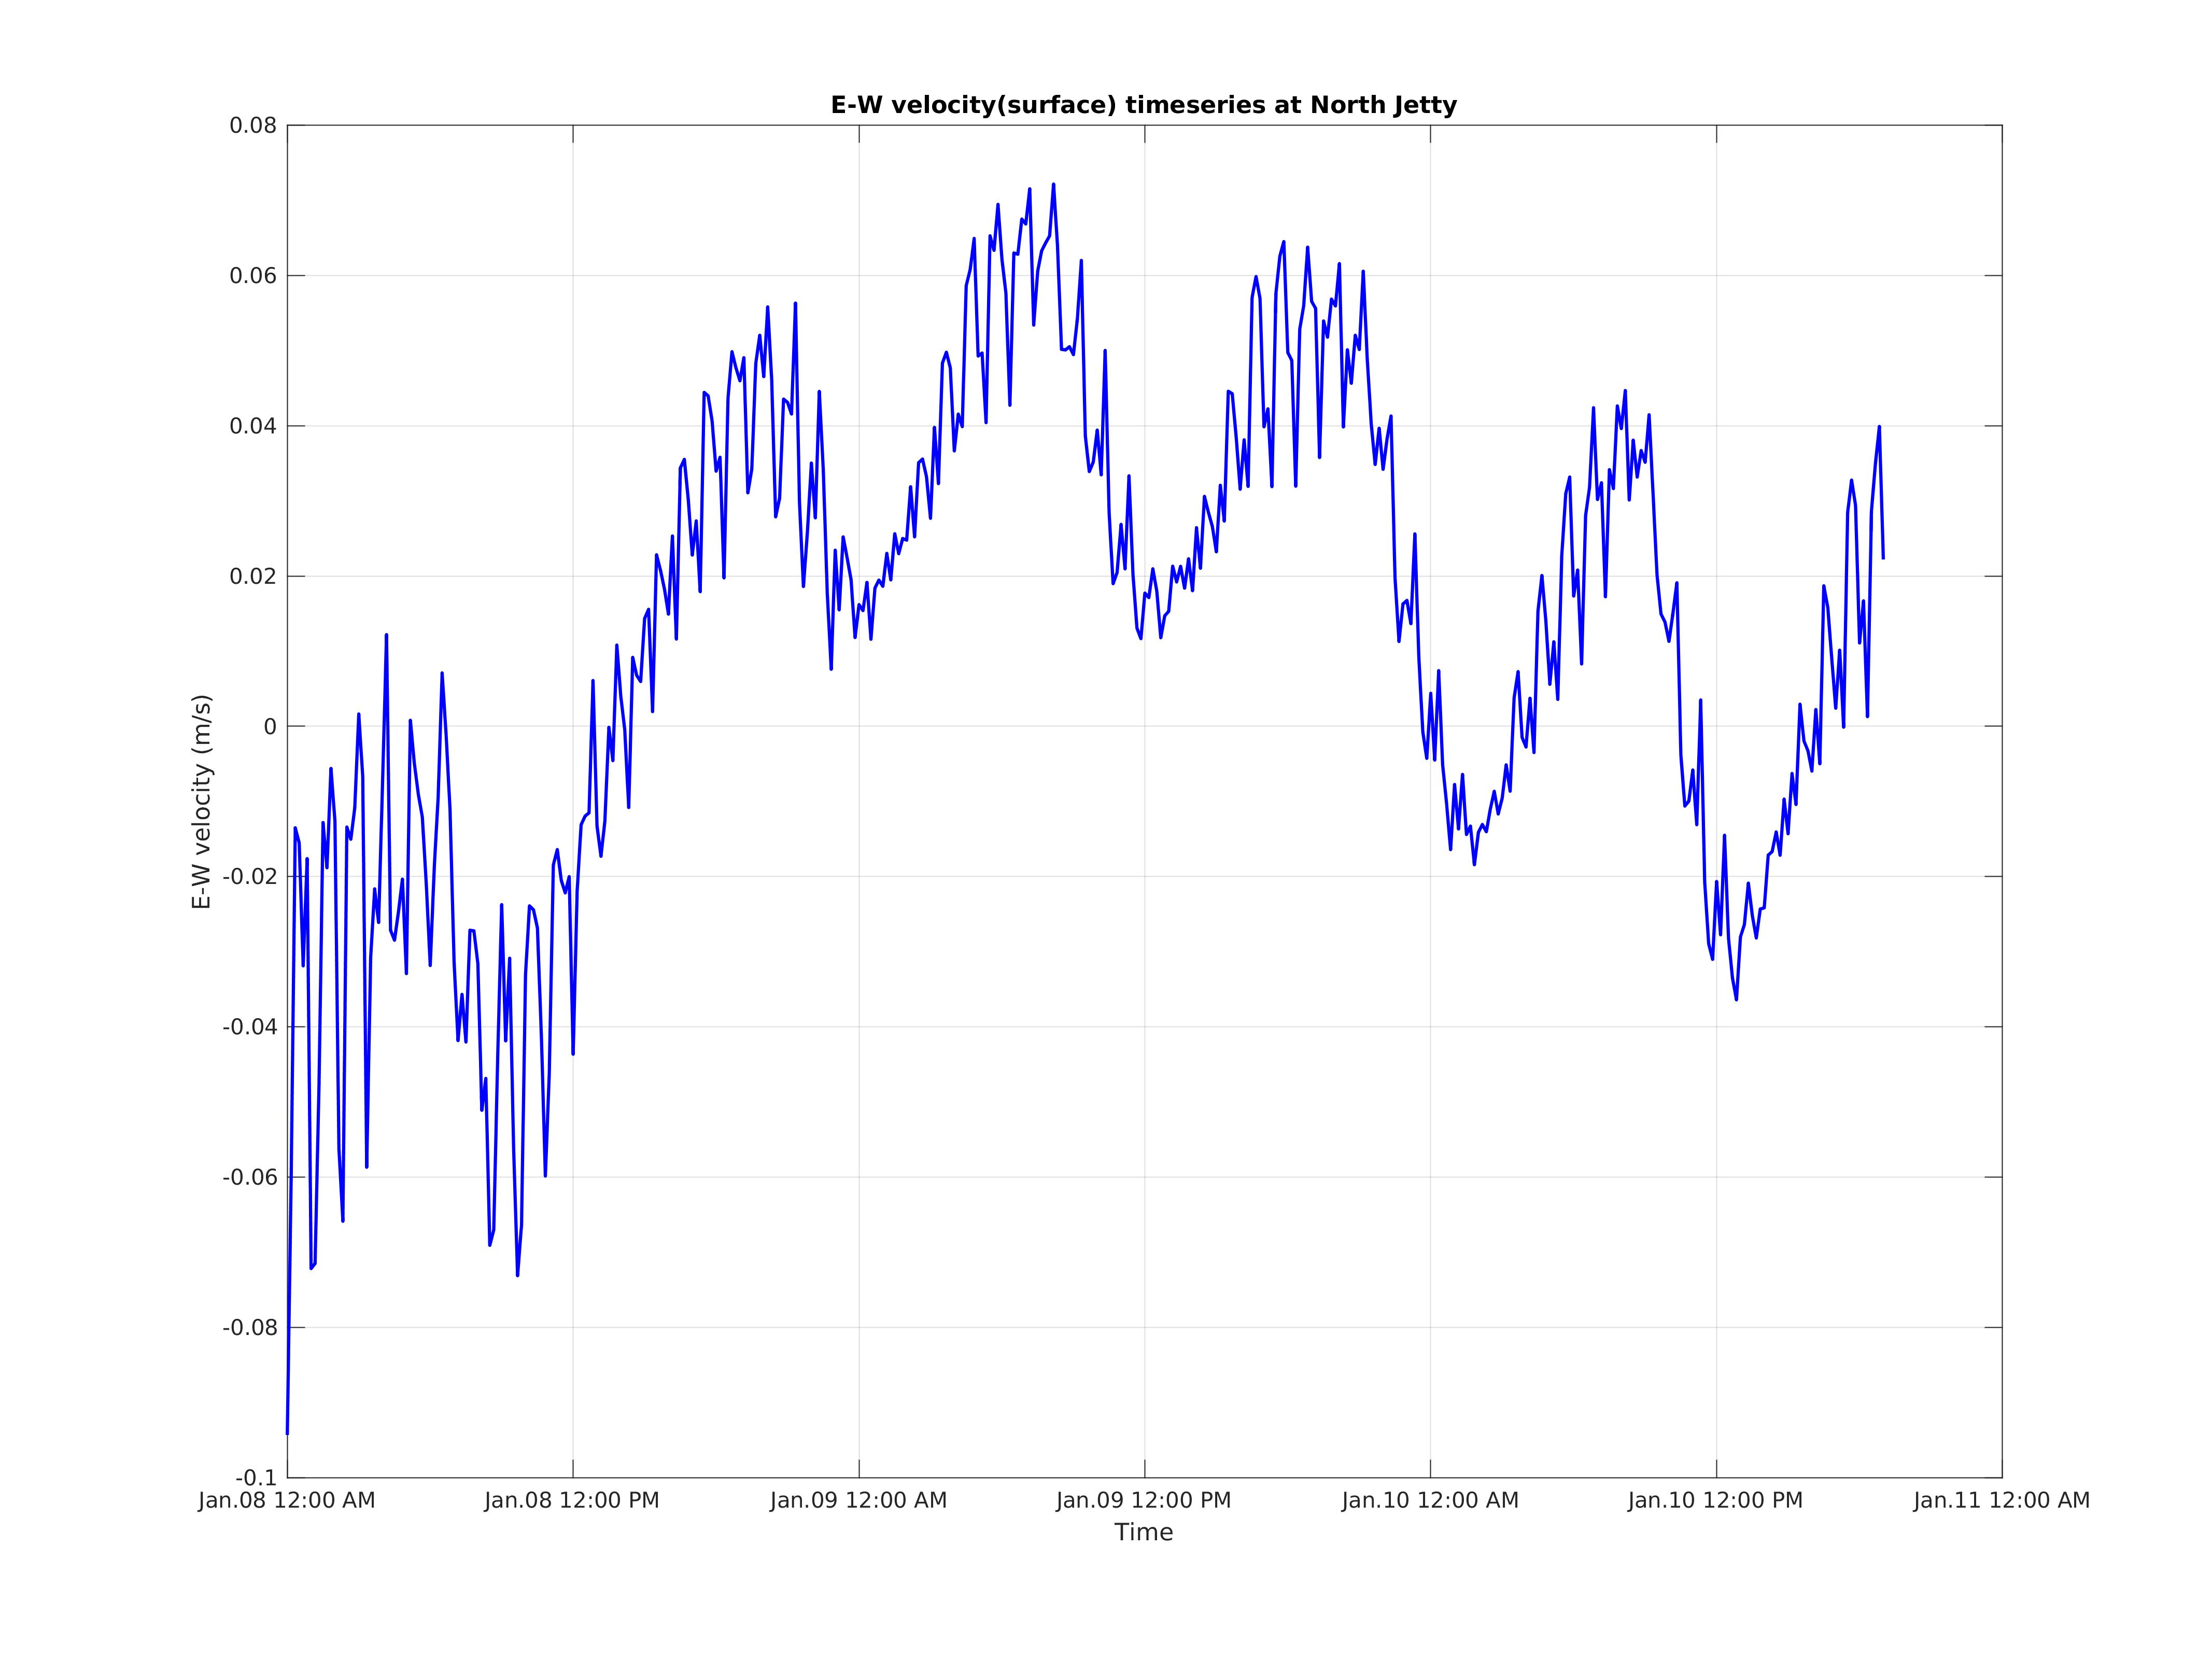 E-W velocity(surface) timeseries at North Jetty
0.08
0.06
0.04
0.02
0
-0.02
-0.04
-0.06
-0.08
-0.1
E-W velocity (m/s)
Jan.08 12:00 AM
Jan.08 12:00 PM
Jan.09 12:00 AM
Jan.09 12:00 PM
Jan.10 12:00 AM
Jan.10 12:00 PM
Jan.11 12:00 AM
Time